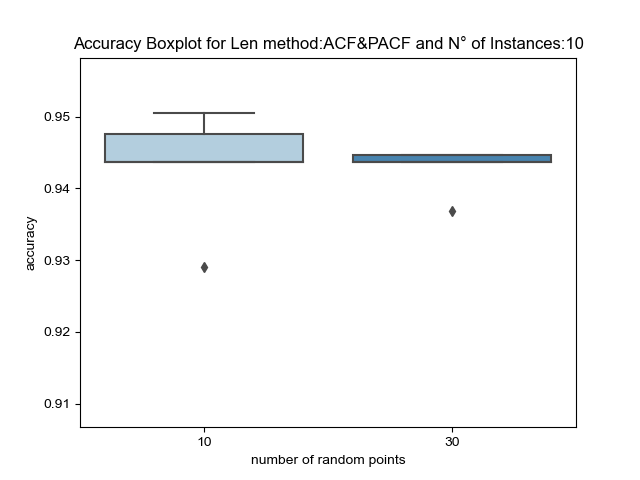 Accuracy Boxplot for Len method:ACF&PACF and N° of Instances:10
0.95
0.94
0.93
0.92
0.91
accuracy
10 30
number of random points